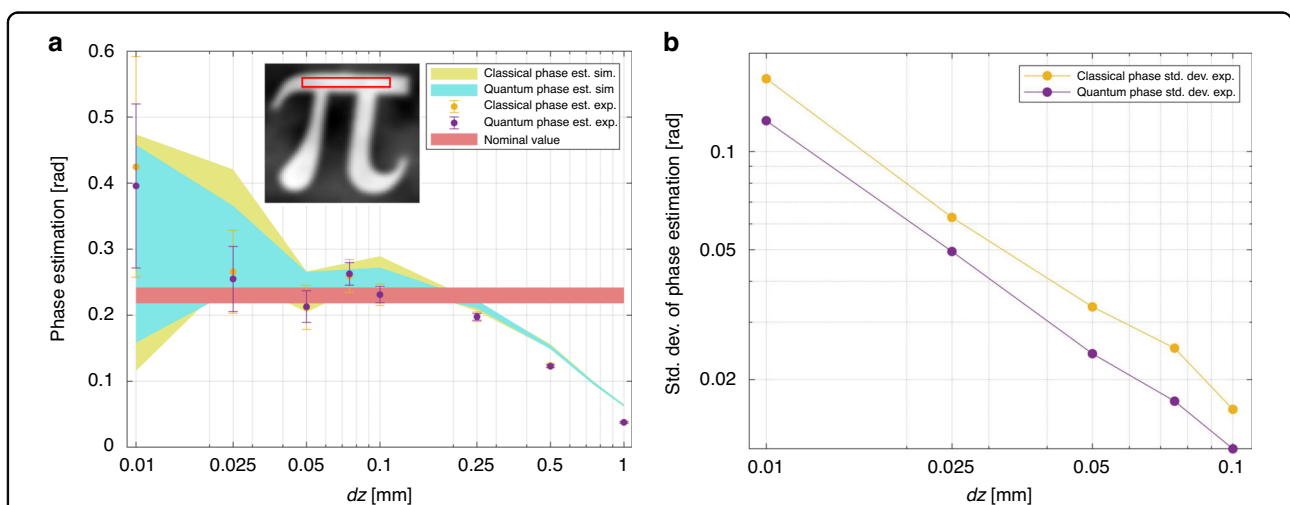 a
Phase estimation [rad]
0.6
0.5
0.4
0.3
0.2
0.1
0
π
Classical phase est. sim.
Quantum phase est. sim
Classical phase est. exp.
Quantum phase est. exp.
Nominal value
0.01 0.025 0.05 0.1 0.25 0.5 1
dz [mm]
b
Std. dev. of phase estimation [rad]
0.1
0.05
0.02
Classical phase std. dev. exp.
Quantum phase std. dev. exp.
0.01 0.025 0.05 0.1
dz [mm]